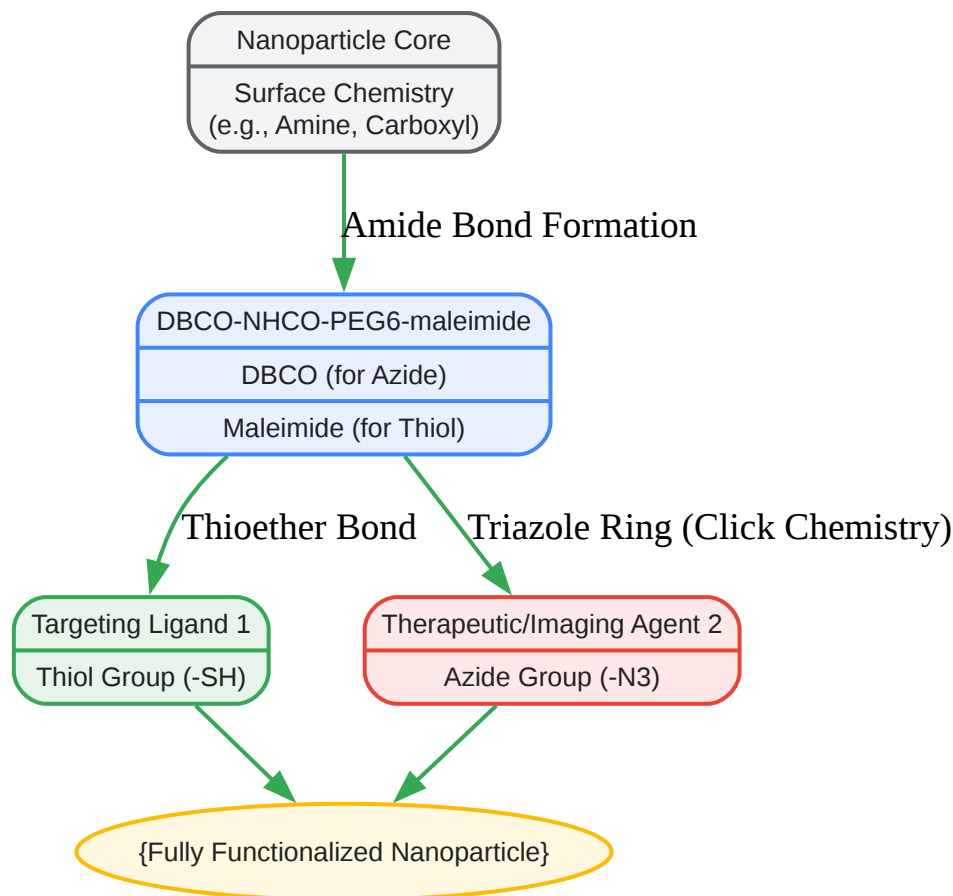 Nanoparticle Core
Surface Chemistry
(e.g., Amine, Carboxyl)
Amide Bond Formation
DBCO-NHCO-PEG6-maleimide
DBCO (for Azide)
Maleimide (for Thiol)
Thioether Bond
Triazole Ring (Click Chemistry)
Targeting Ligand 1
Thiol Group (-SH)
Therapeutic/Imaging Agent 2
Azide Group (-N3)
{Fully Functionalized Nanoparticle}